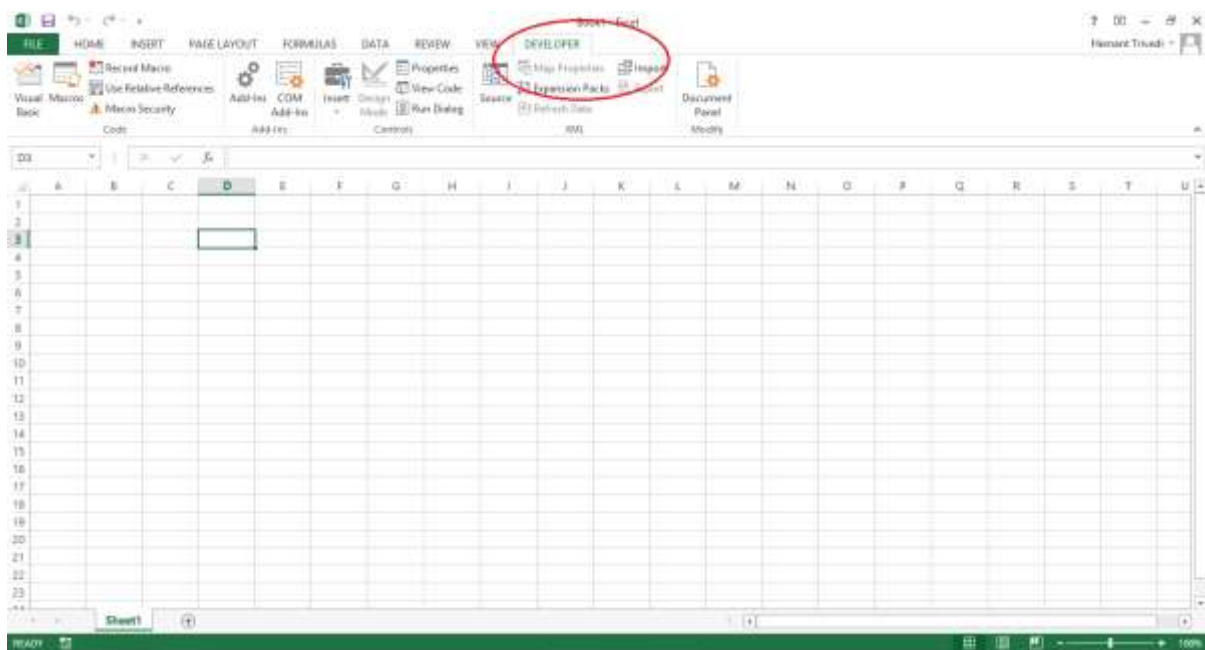 Book1 - Excel
?
FILE HOME INSERT PAGE LAYOUT FORMULAS DATA REVIEW VIEW DEVELOPER
Hemant Trivedi
Visual Basic
Macros
Record Macro
Use Relative References
Macro Security
Code
Add-Ins
COM Add-Ins
Add-Ins
Insert
Design Mode
Properties
View Code
Run Dialog
Controls
Source
Map Properties
Expansion Packs
Refresh Data
Import
Export
XML
Document Panel
Modify
D3
fx
A B C D E F G H I J K L M N O P Q R S T U
1
2
3
4
5
6
7
8
9
10
11
12
13
14
15
16
17
18
19
20
21
22
23
Sheet1
READY
100%